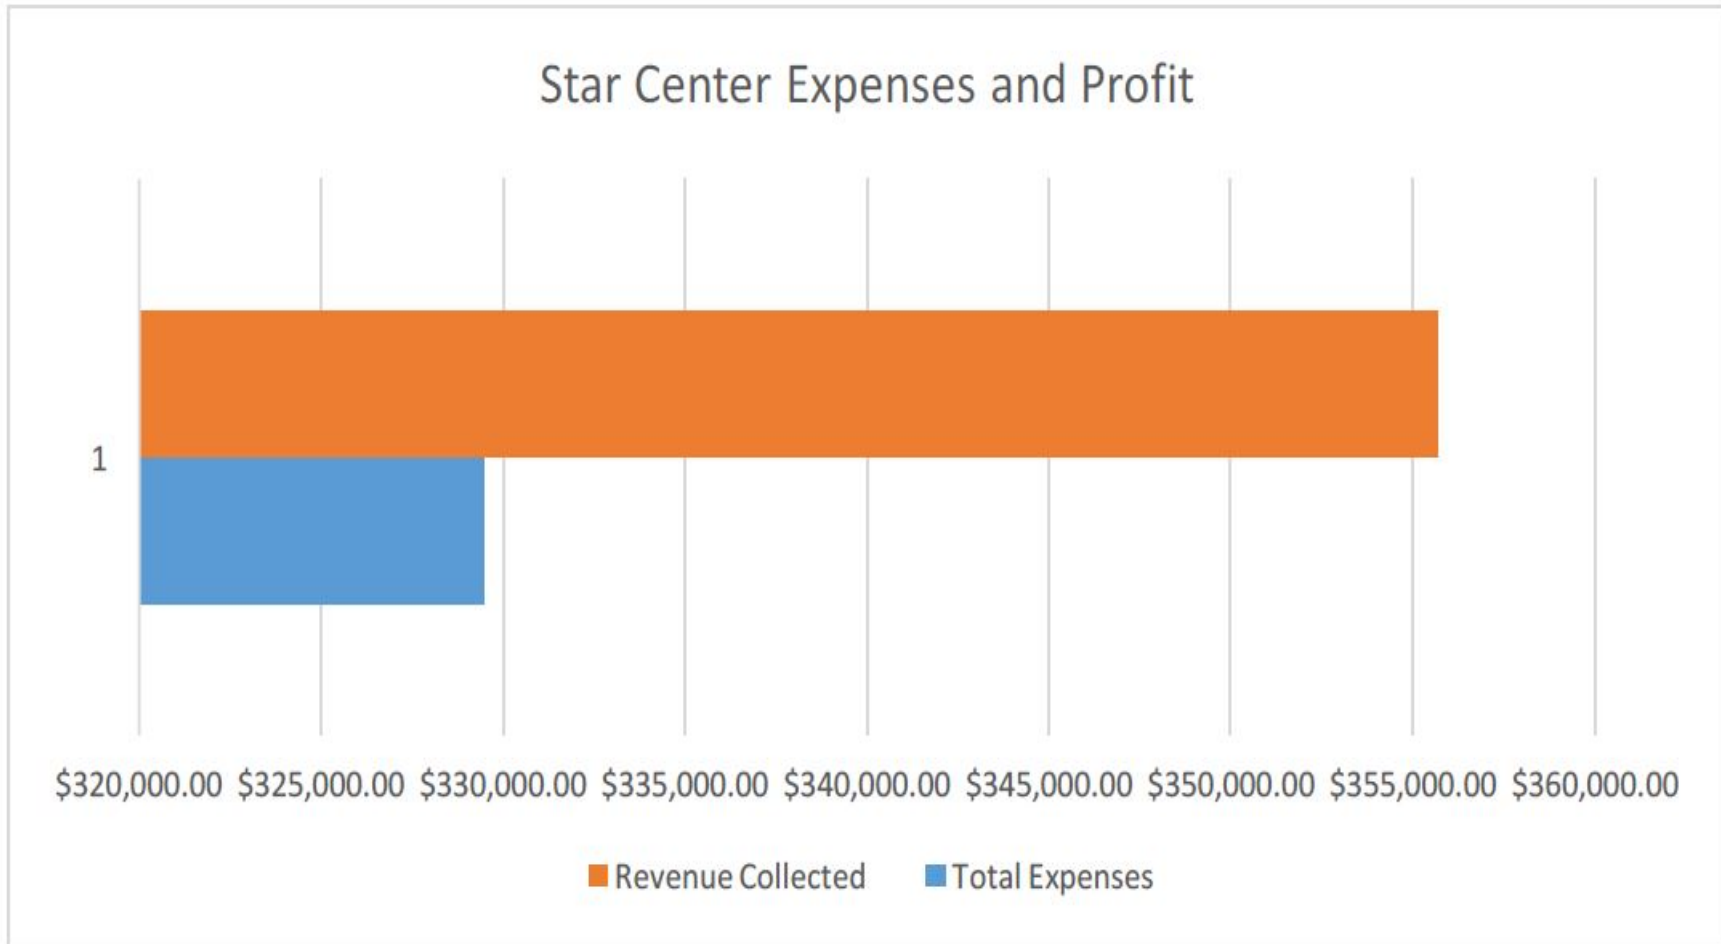 Star Center Expenses and Profit
1
$320,000.00 $325,000.00 $330,000.00 $335,000.00 $340,000.00 $345,000.00 $350,000.00 $355,000.00 $360,000.00
Revenue Collected Total Expenses